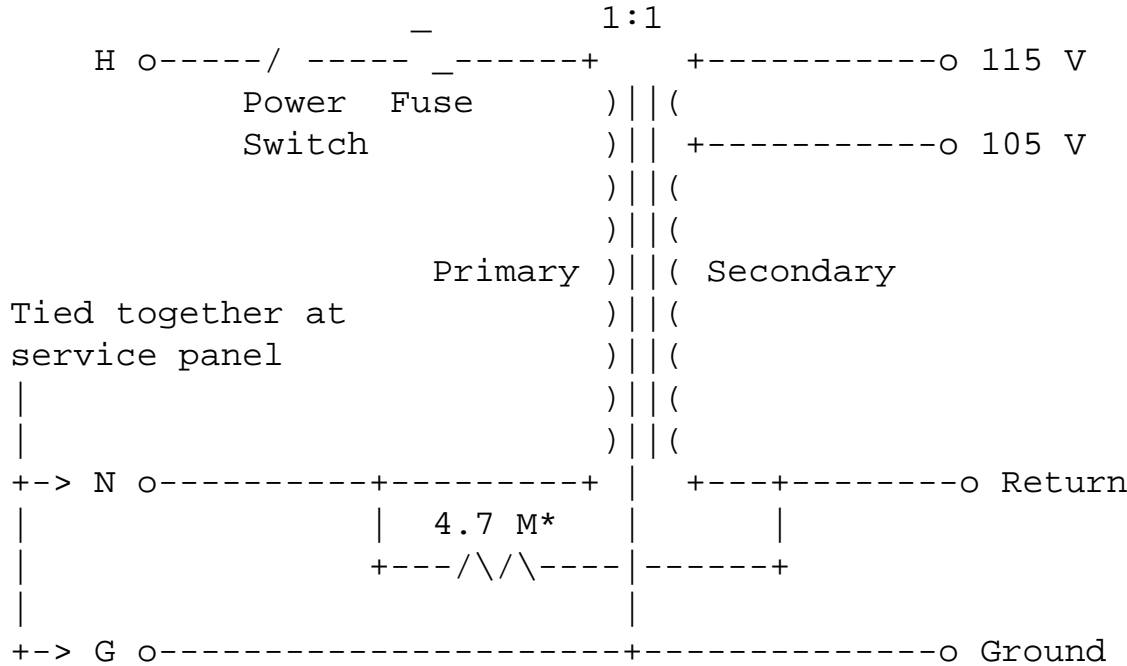 1:1
H 115 V
Power Fuse
Switch 105 V
Primary Secondary
Tied together at
service panel
N Return
4.7 M*
G Ground